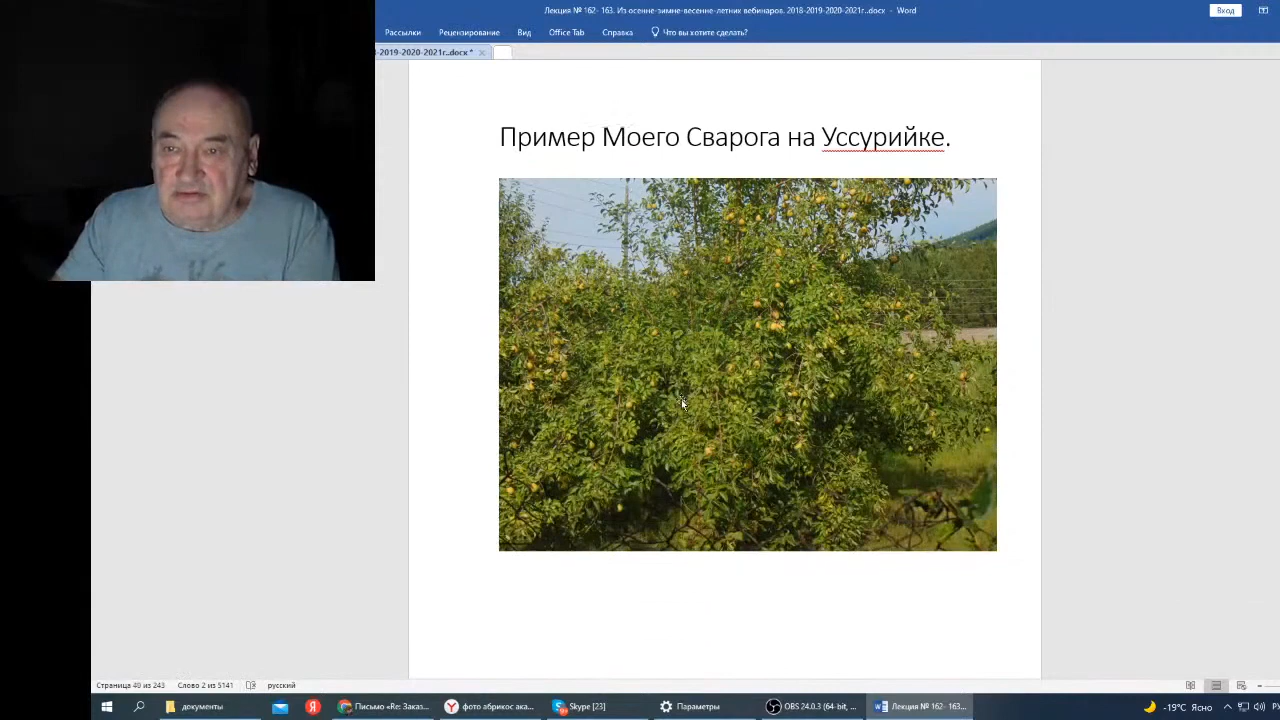 Лекция № 162- 163. Из осенне-зимне-весенне-летних вебинаров. 2018-2019-2020-2021г..docx - Word
Вход
Рассылки Рецензирование Вид Office Tab Справка Что вы хотите сделать?
-2019-2020-2021г..docx *
Пример Моего Сварога на Уссурийке.
Страница 49 из 243 Слово 2 из 5141 русский
документы
Письмо «Re: Заказ...
фото абрикос ака...
99+
Skype [23]
Параметры
OBS 24.0.3 (64-bit, ...
Лекция № 162- 163...
-19°C Ясно